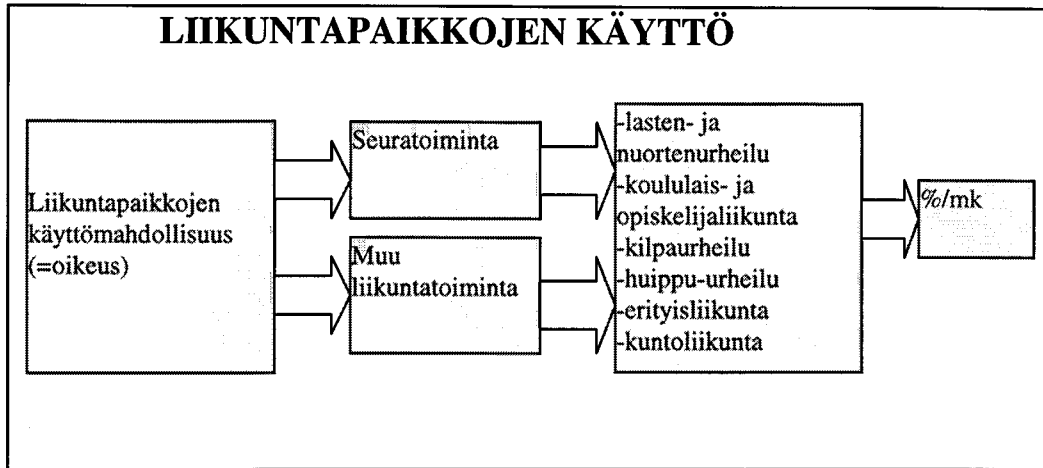 LIIKUNTAPAIKKOJEN KÄYTTÖ
Liikuntapaikkojen
käyttömahdollisuus
(=oikeus)
Seuratoiminta
Muu
liikuntatoiminta
-lasten- ja
nuortenurheilu
-koululais- ja
opiskelijaliikunta
-kilpaurheilu
-huippu-urheilu
-erityisliikunta
-kuntoliikunta
%/mk